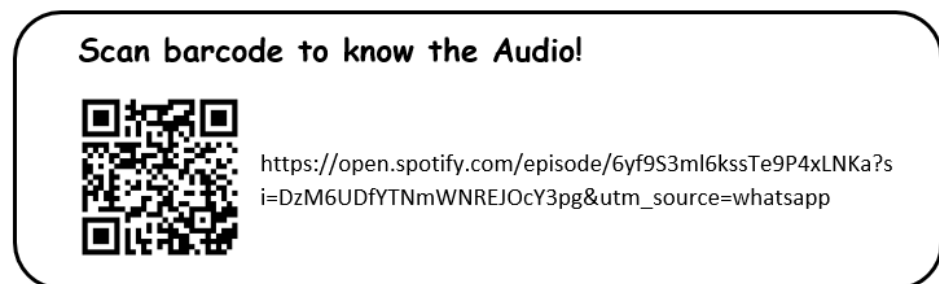 Scan barcode to know the Audio!
https://open.spotify.com/episode/6yf9S3ml6kssTe9P4xLNKa?s
i=DzM6UDfYTNmWNREJOcY3pg&utm_source=whatsapp